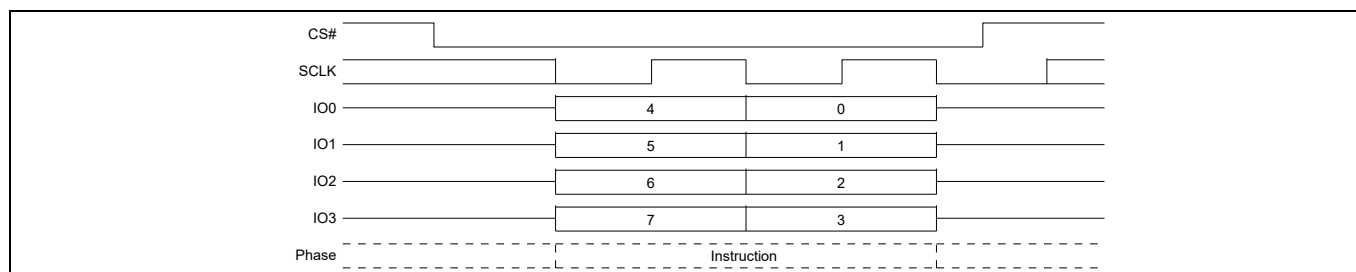 CS#
SCLK
IO0 4 0
IO1 5 1
IO2 6 2
IO3 7 3
Phase Instruction